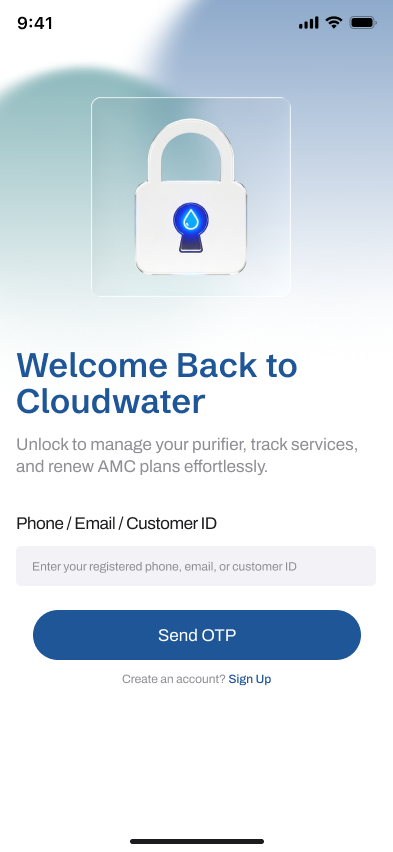 9:41
Welcome Back to
Cloudwater
Unlock to manage your purifier, track services,
and renew AMC plans effortlessly.
Phone / Email / Customer ID
Enter your registered phone, email, or customer ID
Send OTP
Create an account? Sign Up